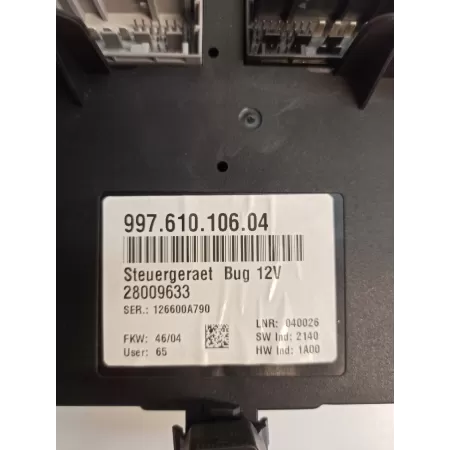 997.610.106.04
Steuergeraet Bug 12V
28009633
SER.: 126600A790
LNR: 040026
FKW: 46/04 SW Ind: 2140
User: 65 HW Ind: 1A00